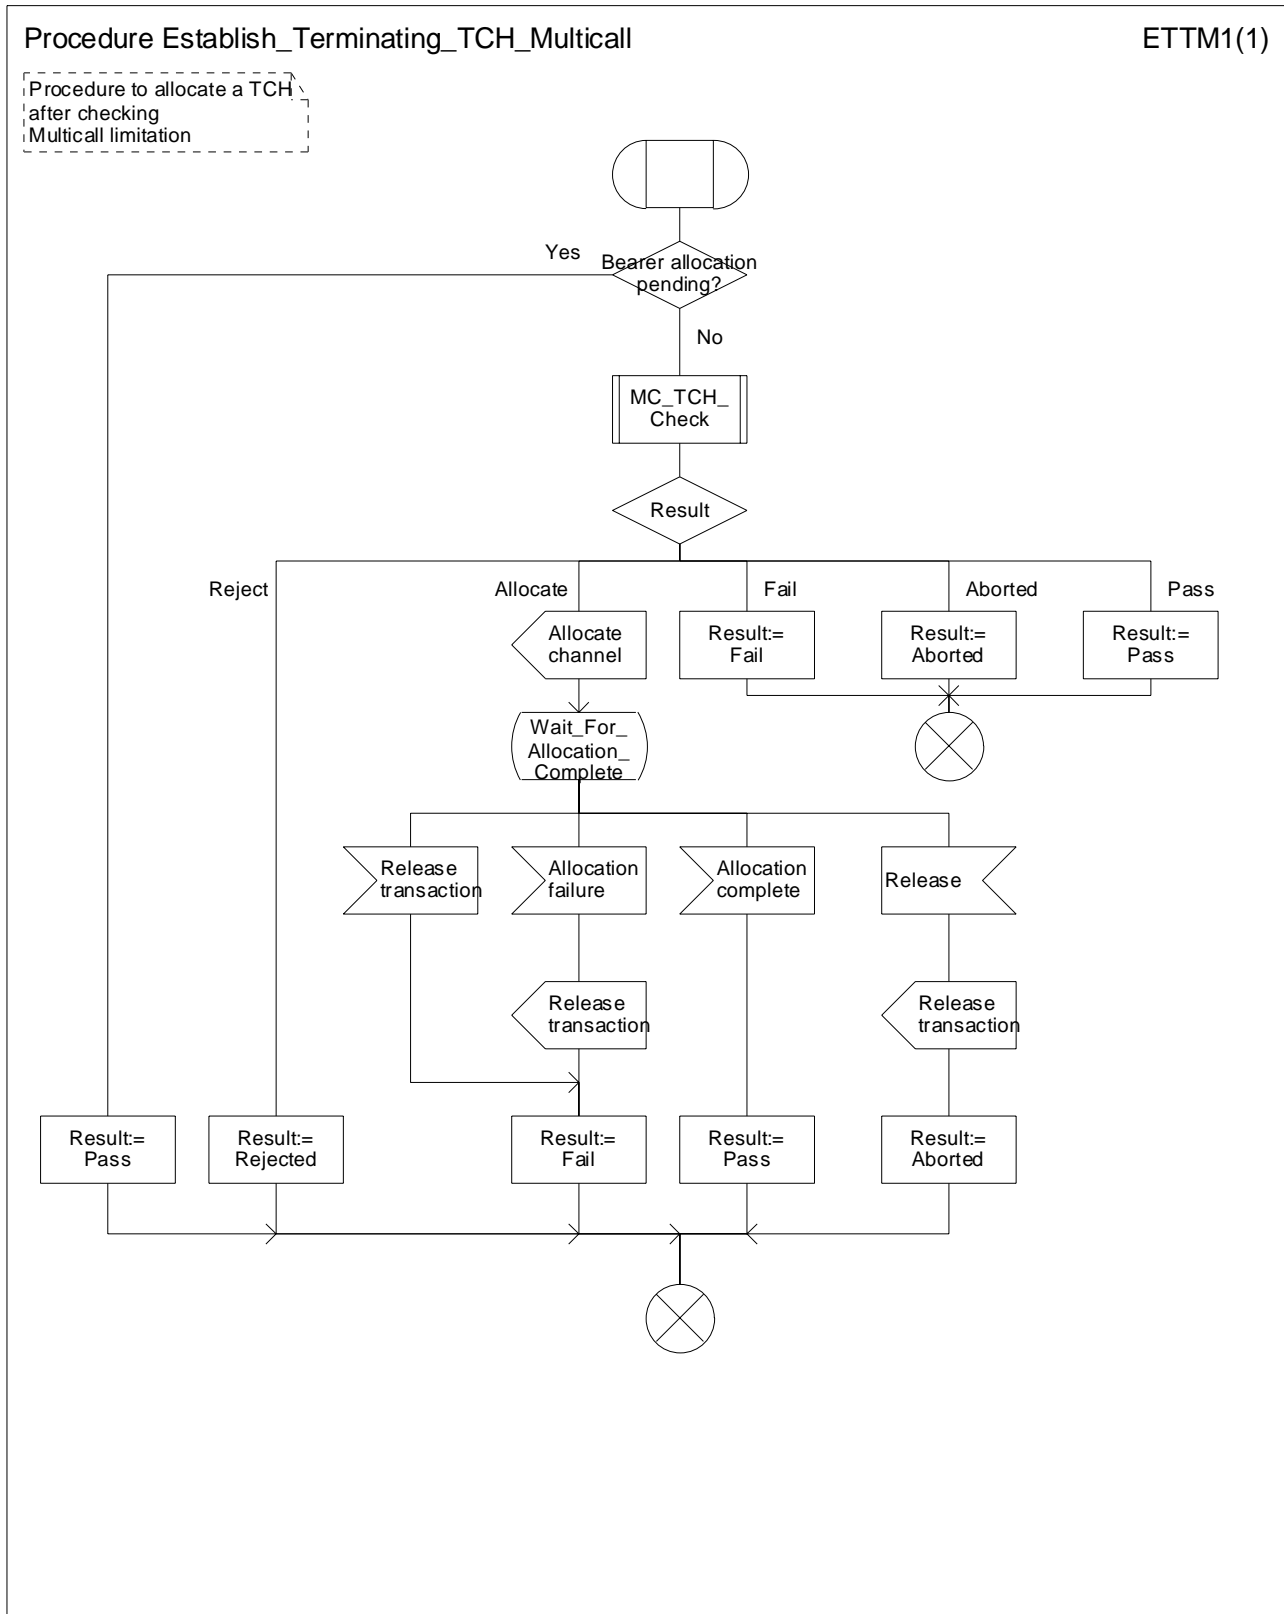 Procedure Establish_Terminating_TCH_Multicall
ETTM1(1)
Procedure to allocate a TCH
after checking
Multicall limitation
Yes
Bearer allocation
pending?
No
MC_TCH_
Check
Result
Reject
Allocate
Fail
Aborted
Pass
Allocate
channel
Result:=
Fail
Result:=
Aborted
Result:=
Pass
Wait_For_
Allocation_
Complete
Release
transaction
Allocation
failure
Allocation
complete
Release
Release
transaction
Release
transaction
Result:=
Pass
Result:=
Rejected
Result:=
Fail
Result:=
Pass
Result:=
Aborted